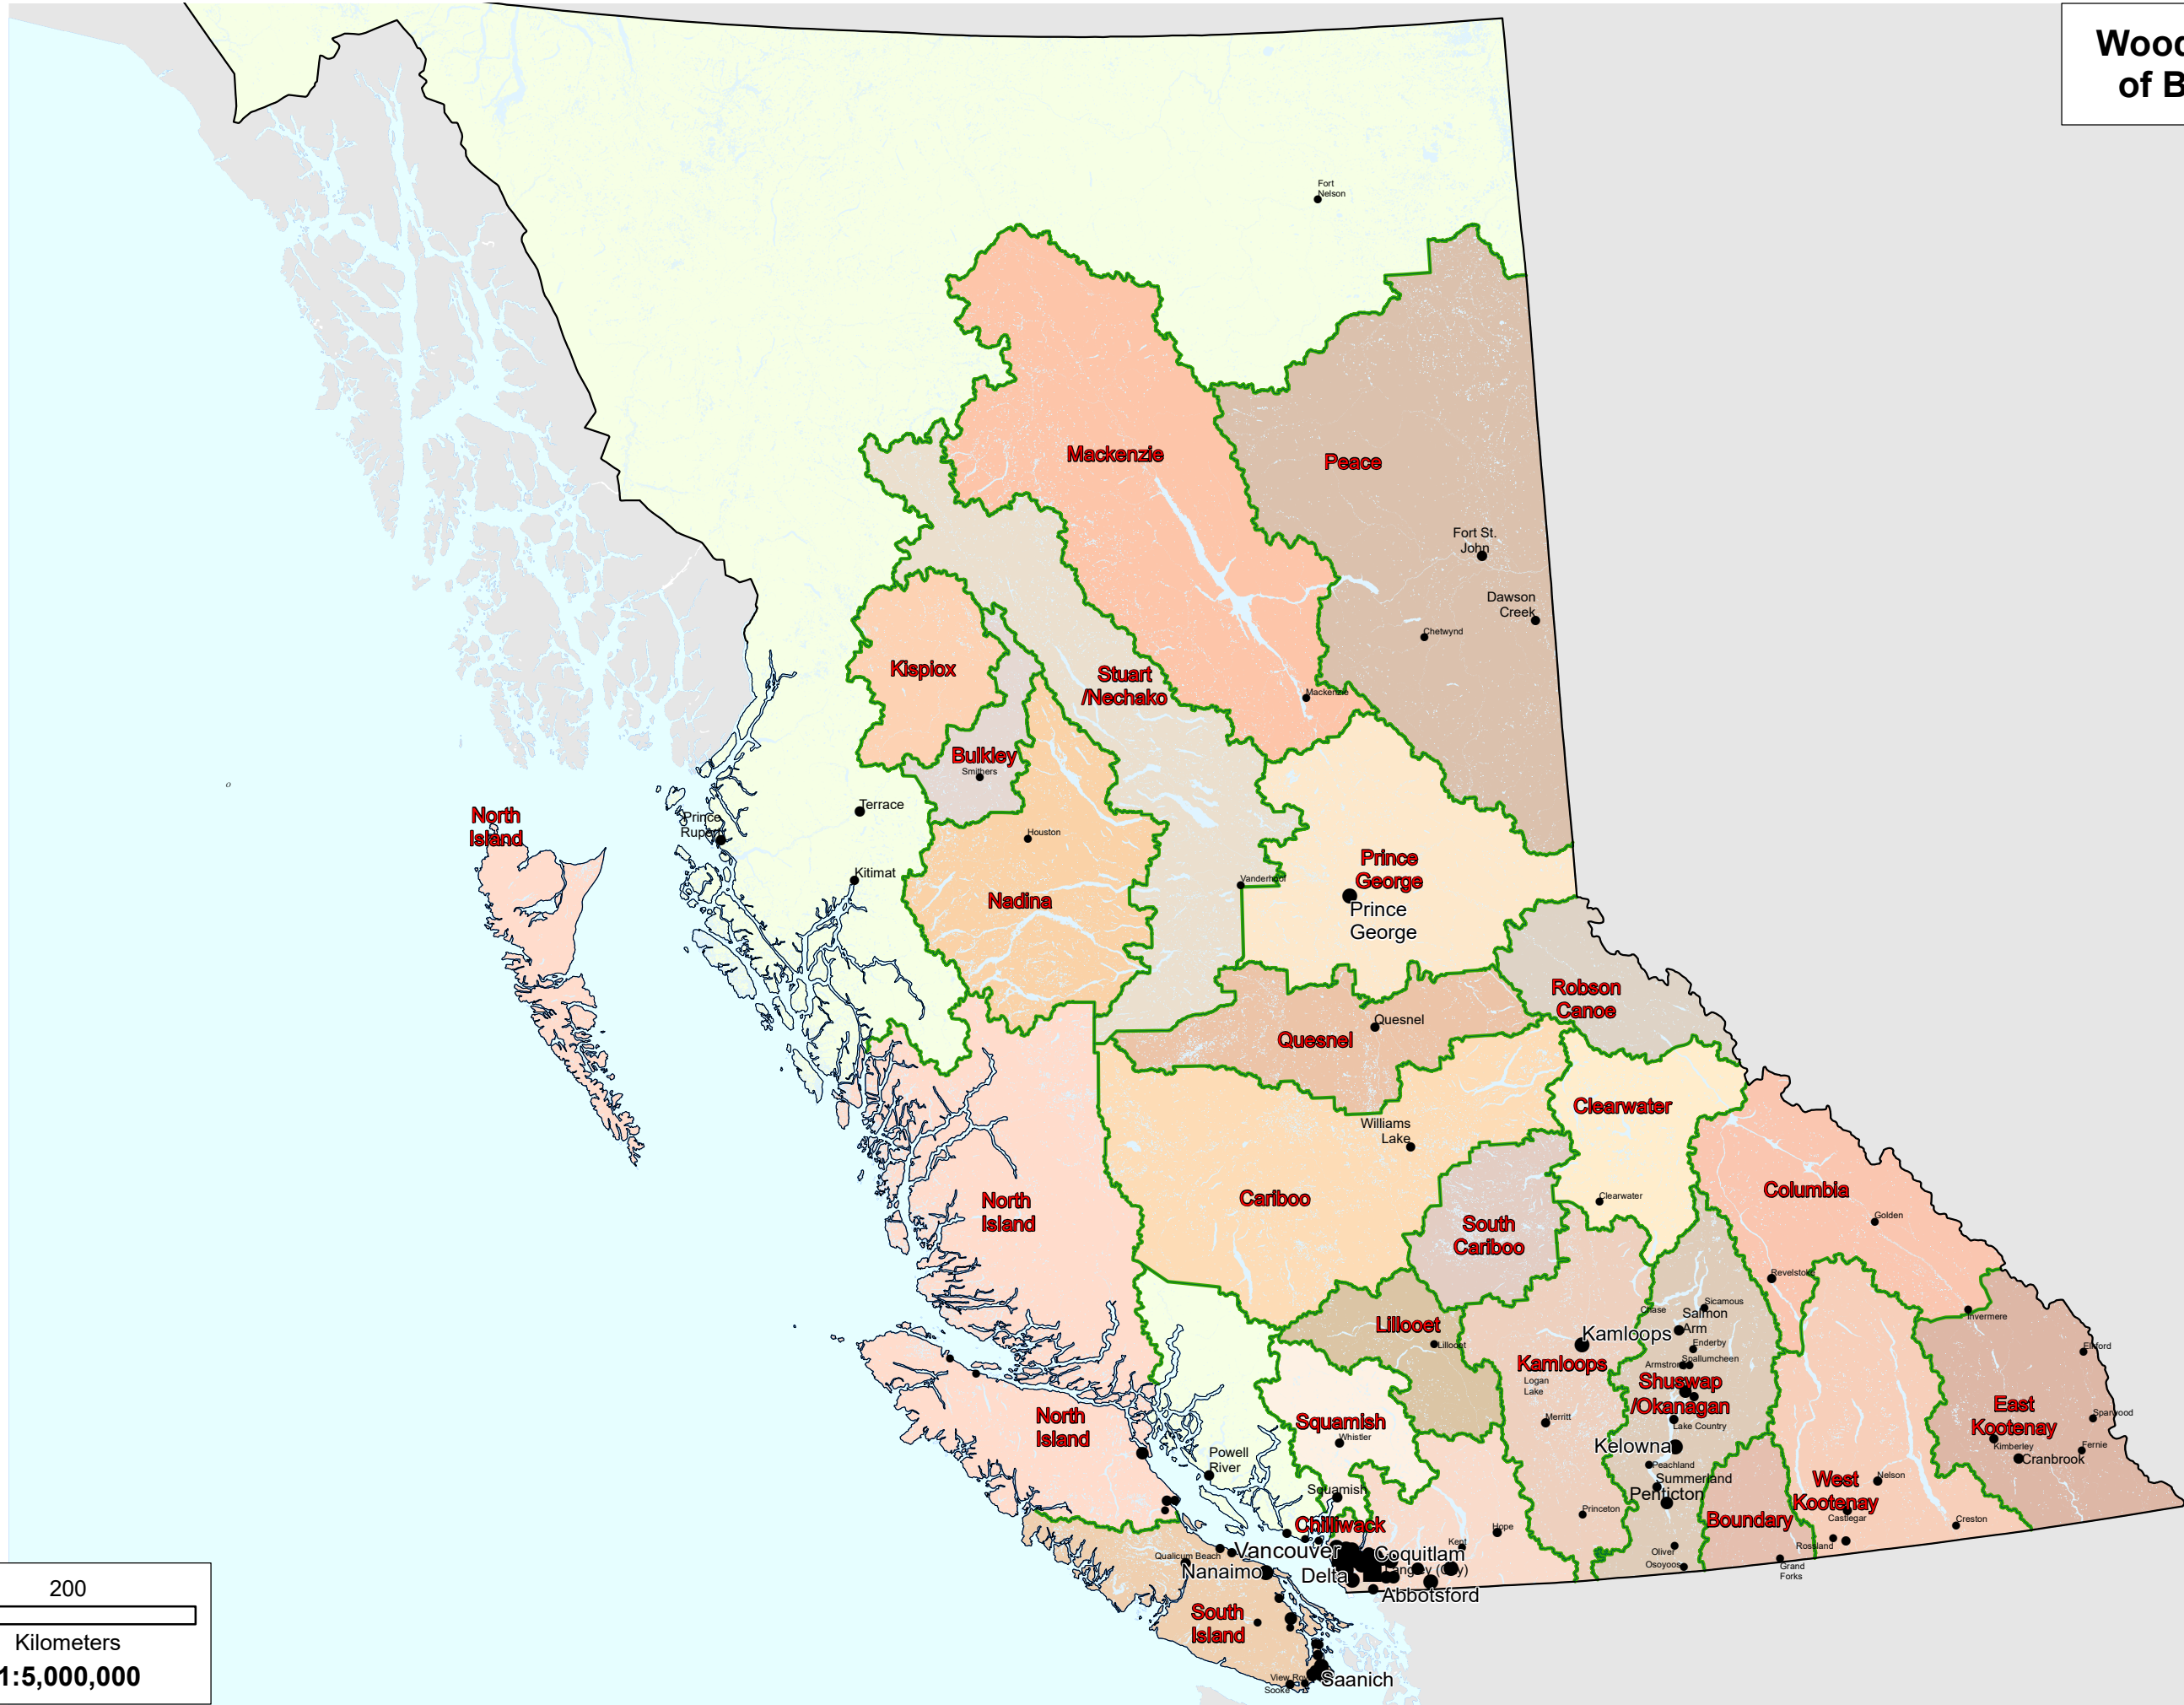 Wood
of B
Fort
Nelson
Mackenzie
Peace
Fort St.
John
Dawson
Creek
Chetwynd
Kispiox
Stuart
/Nechako
Mackenzie
Bulkley
Smithers
North
Island
Prince
Rupert
Terrace
Houston
Kitimat
Vanderhoof
Prince
George
Prince
George
Nadina
Robson
Canoe
Quesnel
Quesnel
Clearwater
Williams
Lake
Cariboo
North
Island
South
Cariboo
Clearwater
Columbia
Golden
Revelstoke
Invermere
Chase
Sicamous
Salmon
Arm
Lillooet
Lillooet
Kamloops
Enderby
Spallumcheen
Armstrong
Kamloops
Logan
Lake
Shuswap
/Okanagan
Elkford
Sparwood
East
Kootenay
Kimberley
Fernie
Cranbrook
North
Island
Squamish
Whistler
Merritt
Lake Country
Kelowna
Peachland
Summerland
Penticton
Powell
River
Squamish
Princeton
West
Kootenay
Nelson
Castlegar
Creston
Boundary
Rossland
Grand
Forks
Chilliwack
Hope
Kent
Vancouver
Coquitlam
Langley (City)
Delta
Abbotsford
Oliver
Osoyoos
Qualicum Beach
Nanaimo
South
Island
View Ro
Saanich
Sooke
200
Kilometers
1:5,000,000